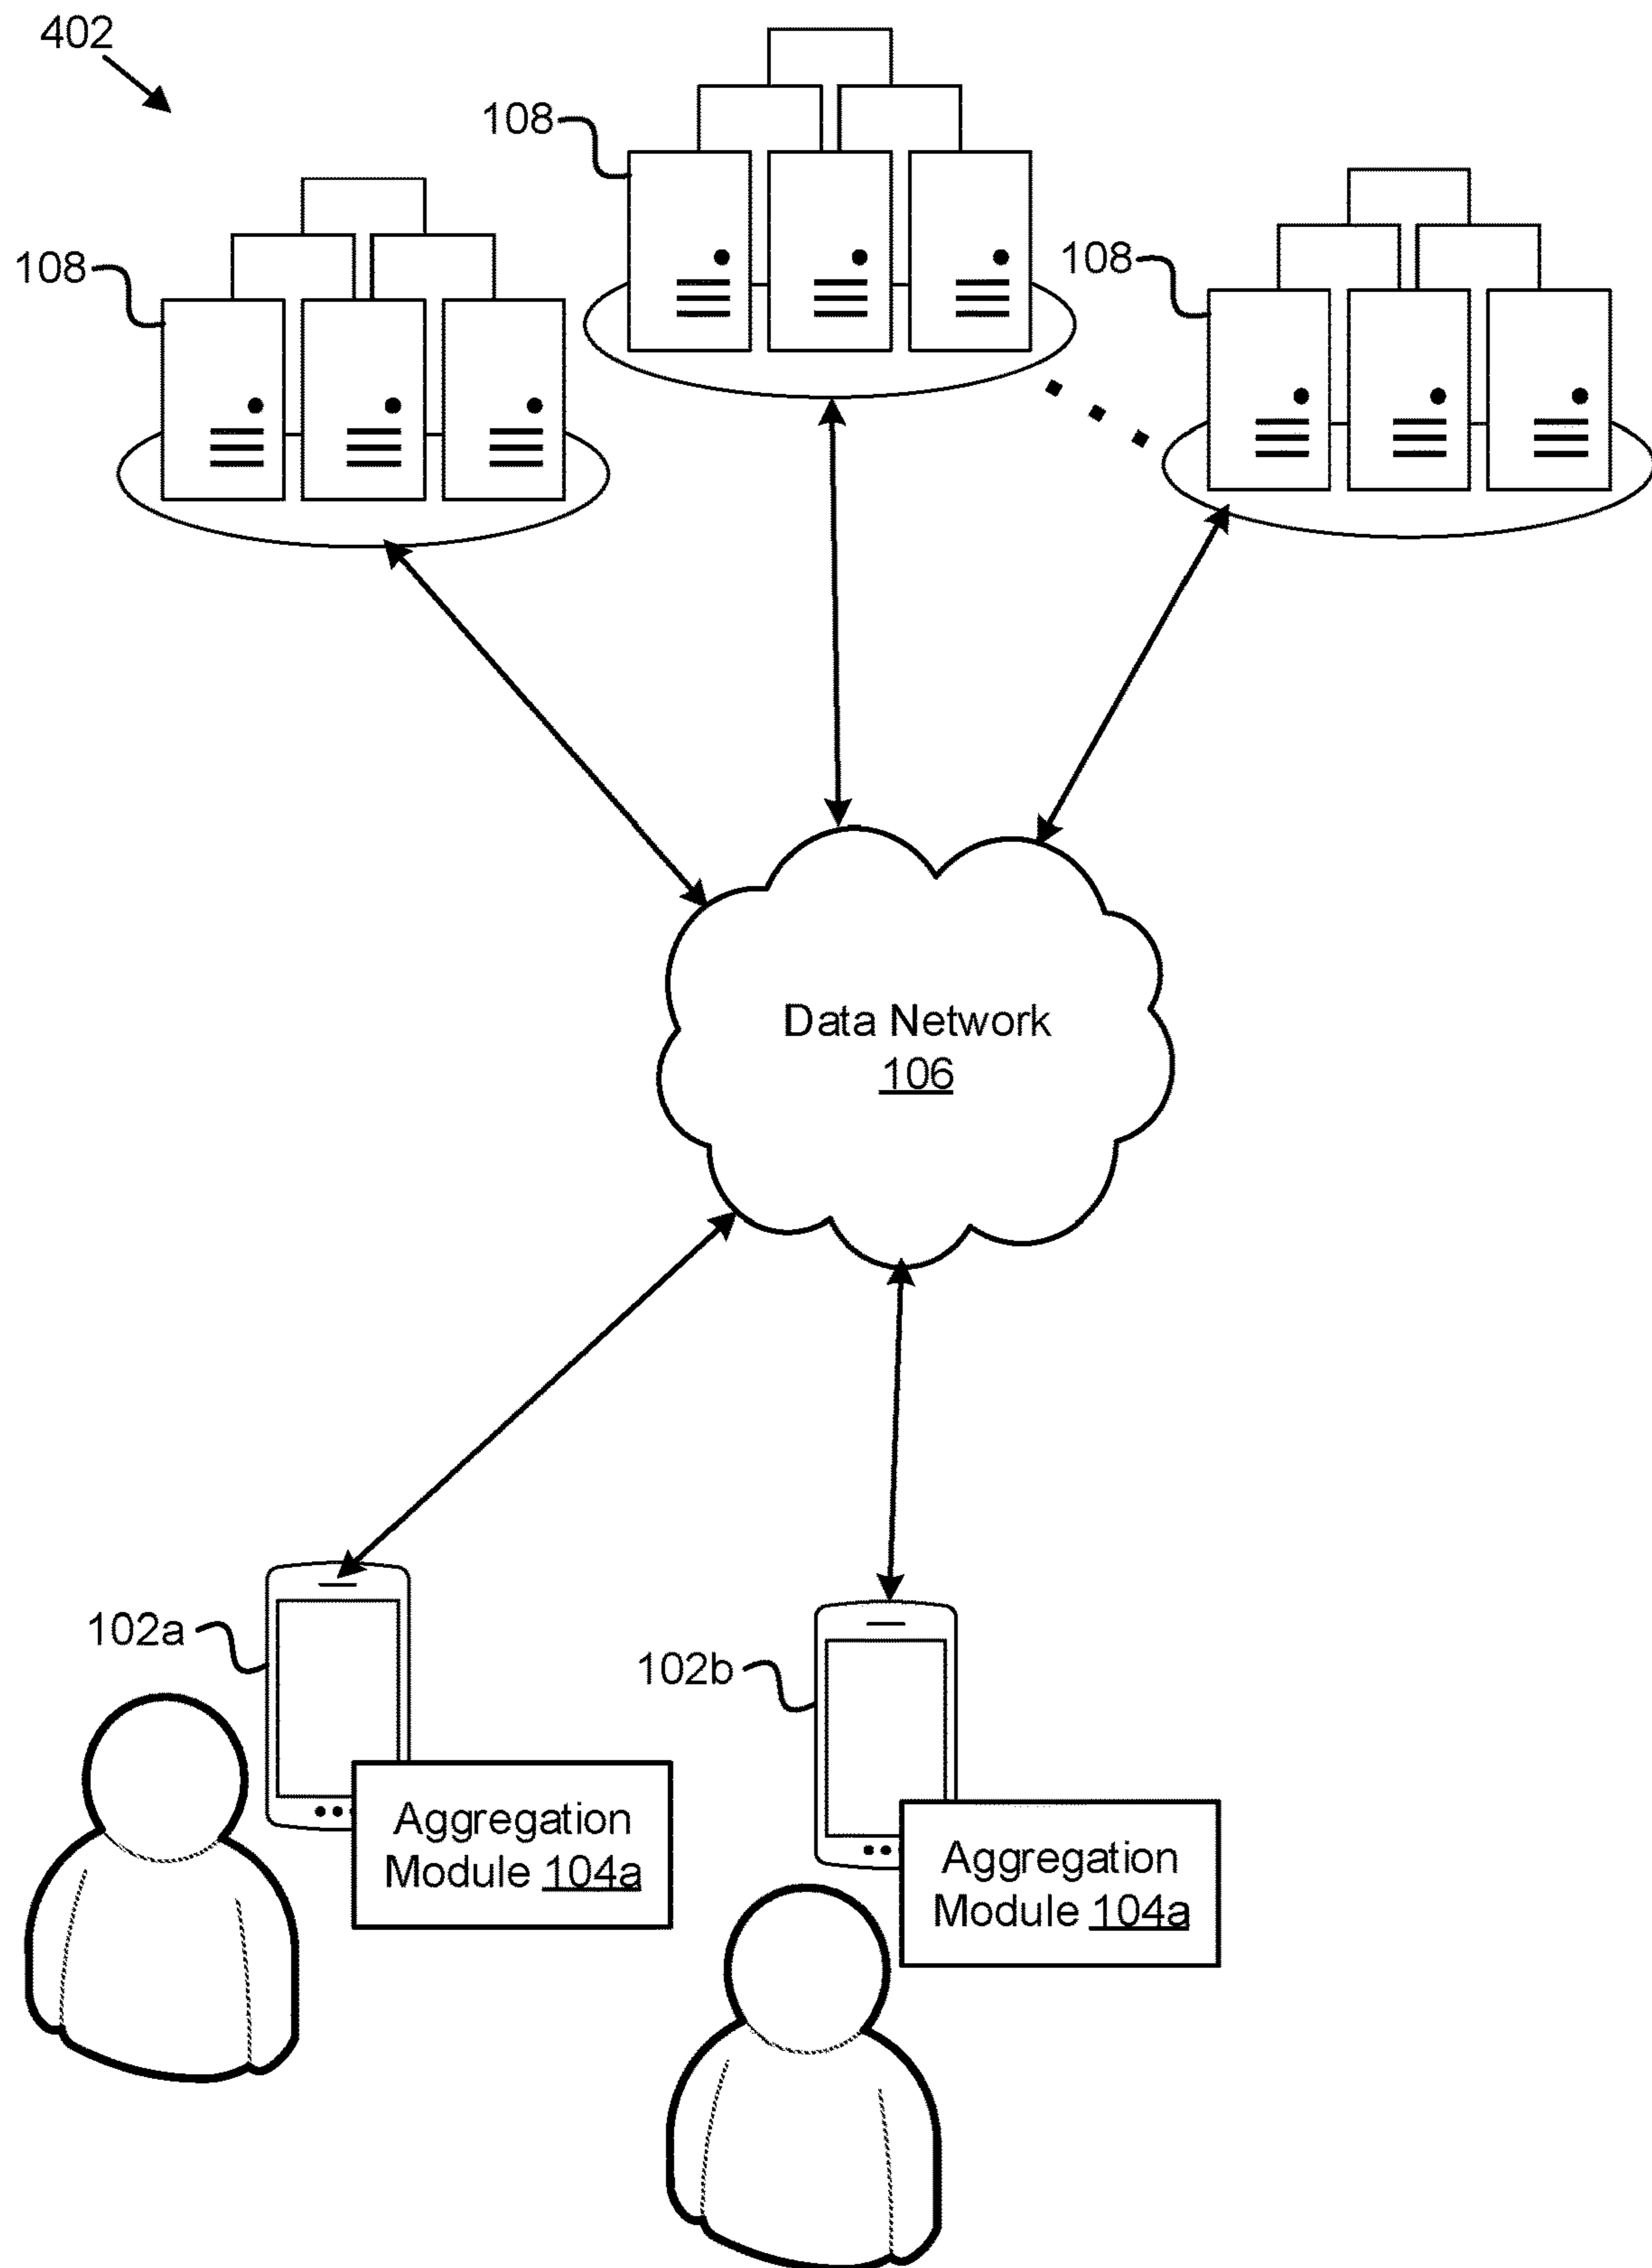 402
108
108
108
Data Network
106
102a
102b
Aggregation
Module 104a
Aggregation
Module 104a